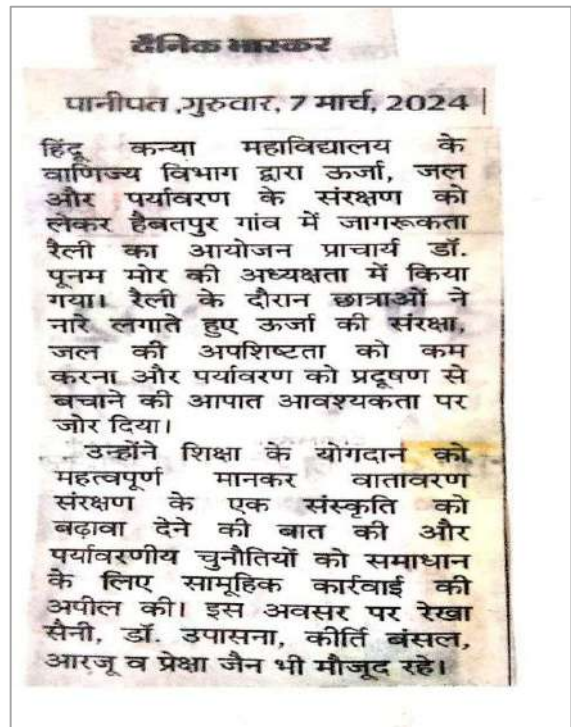 दैनिक भास्कर
पानीपत ,गुरुवार, 7 मार्च, 2024
हिंदू कन्या महाविद्यालय के
वाणिज्य विभाग द्वारा ऊर्जा, जल
और पर्यावरण के संरक्षण को
लेकर हैबतपुर गांव में जागरूकता
रैली का आयोजन प्राचार्य डॉ.
पूनम मोर की अध्यक्षता में किया
गया। रैली के दौरान छात्राओं ने
नारे लगाते हुए ऊर्जा की संरक्षा,
जल की अपशिष्टता को कम
करना और पर्यावरण को प्रदूषण से
बचाने की आपात आवश्यकता पर
जोर दिया।
उन्होंने शिक्षा के योगदान को
महत्वपूर्ण मानकर वातावरण
संरक्षण के एक संस्कृति को
बढ़ावा देने की बात की और
पर्यावरणीय चुनौतियों को समाधान
के लिए सामूहिक कार्रवाई की
अपील की। इस अवसर पर रेखा
सैनी, डॉ. उपासना, कीर्ति बंसल,
आरजू व प्रेक्षा जैन भी मौजूद रहे।